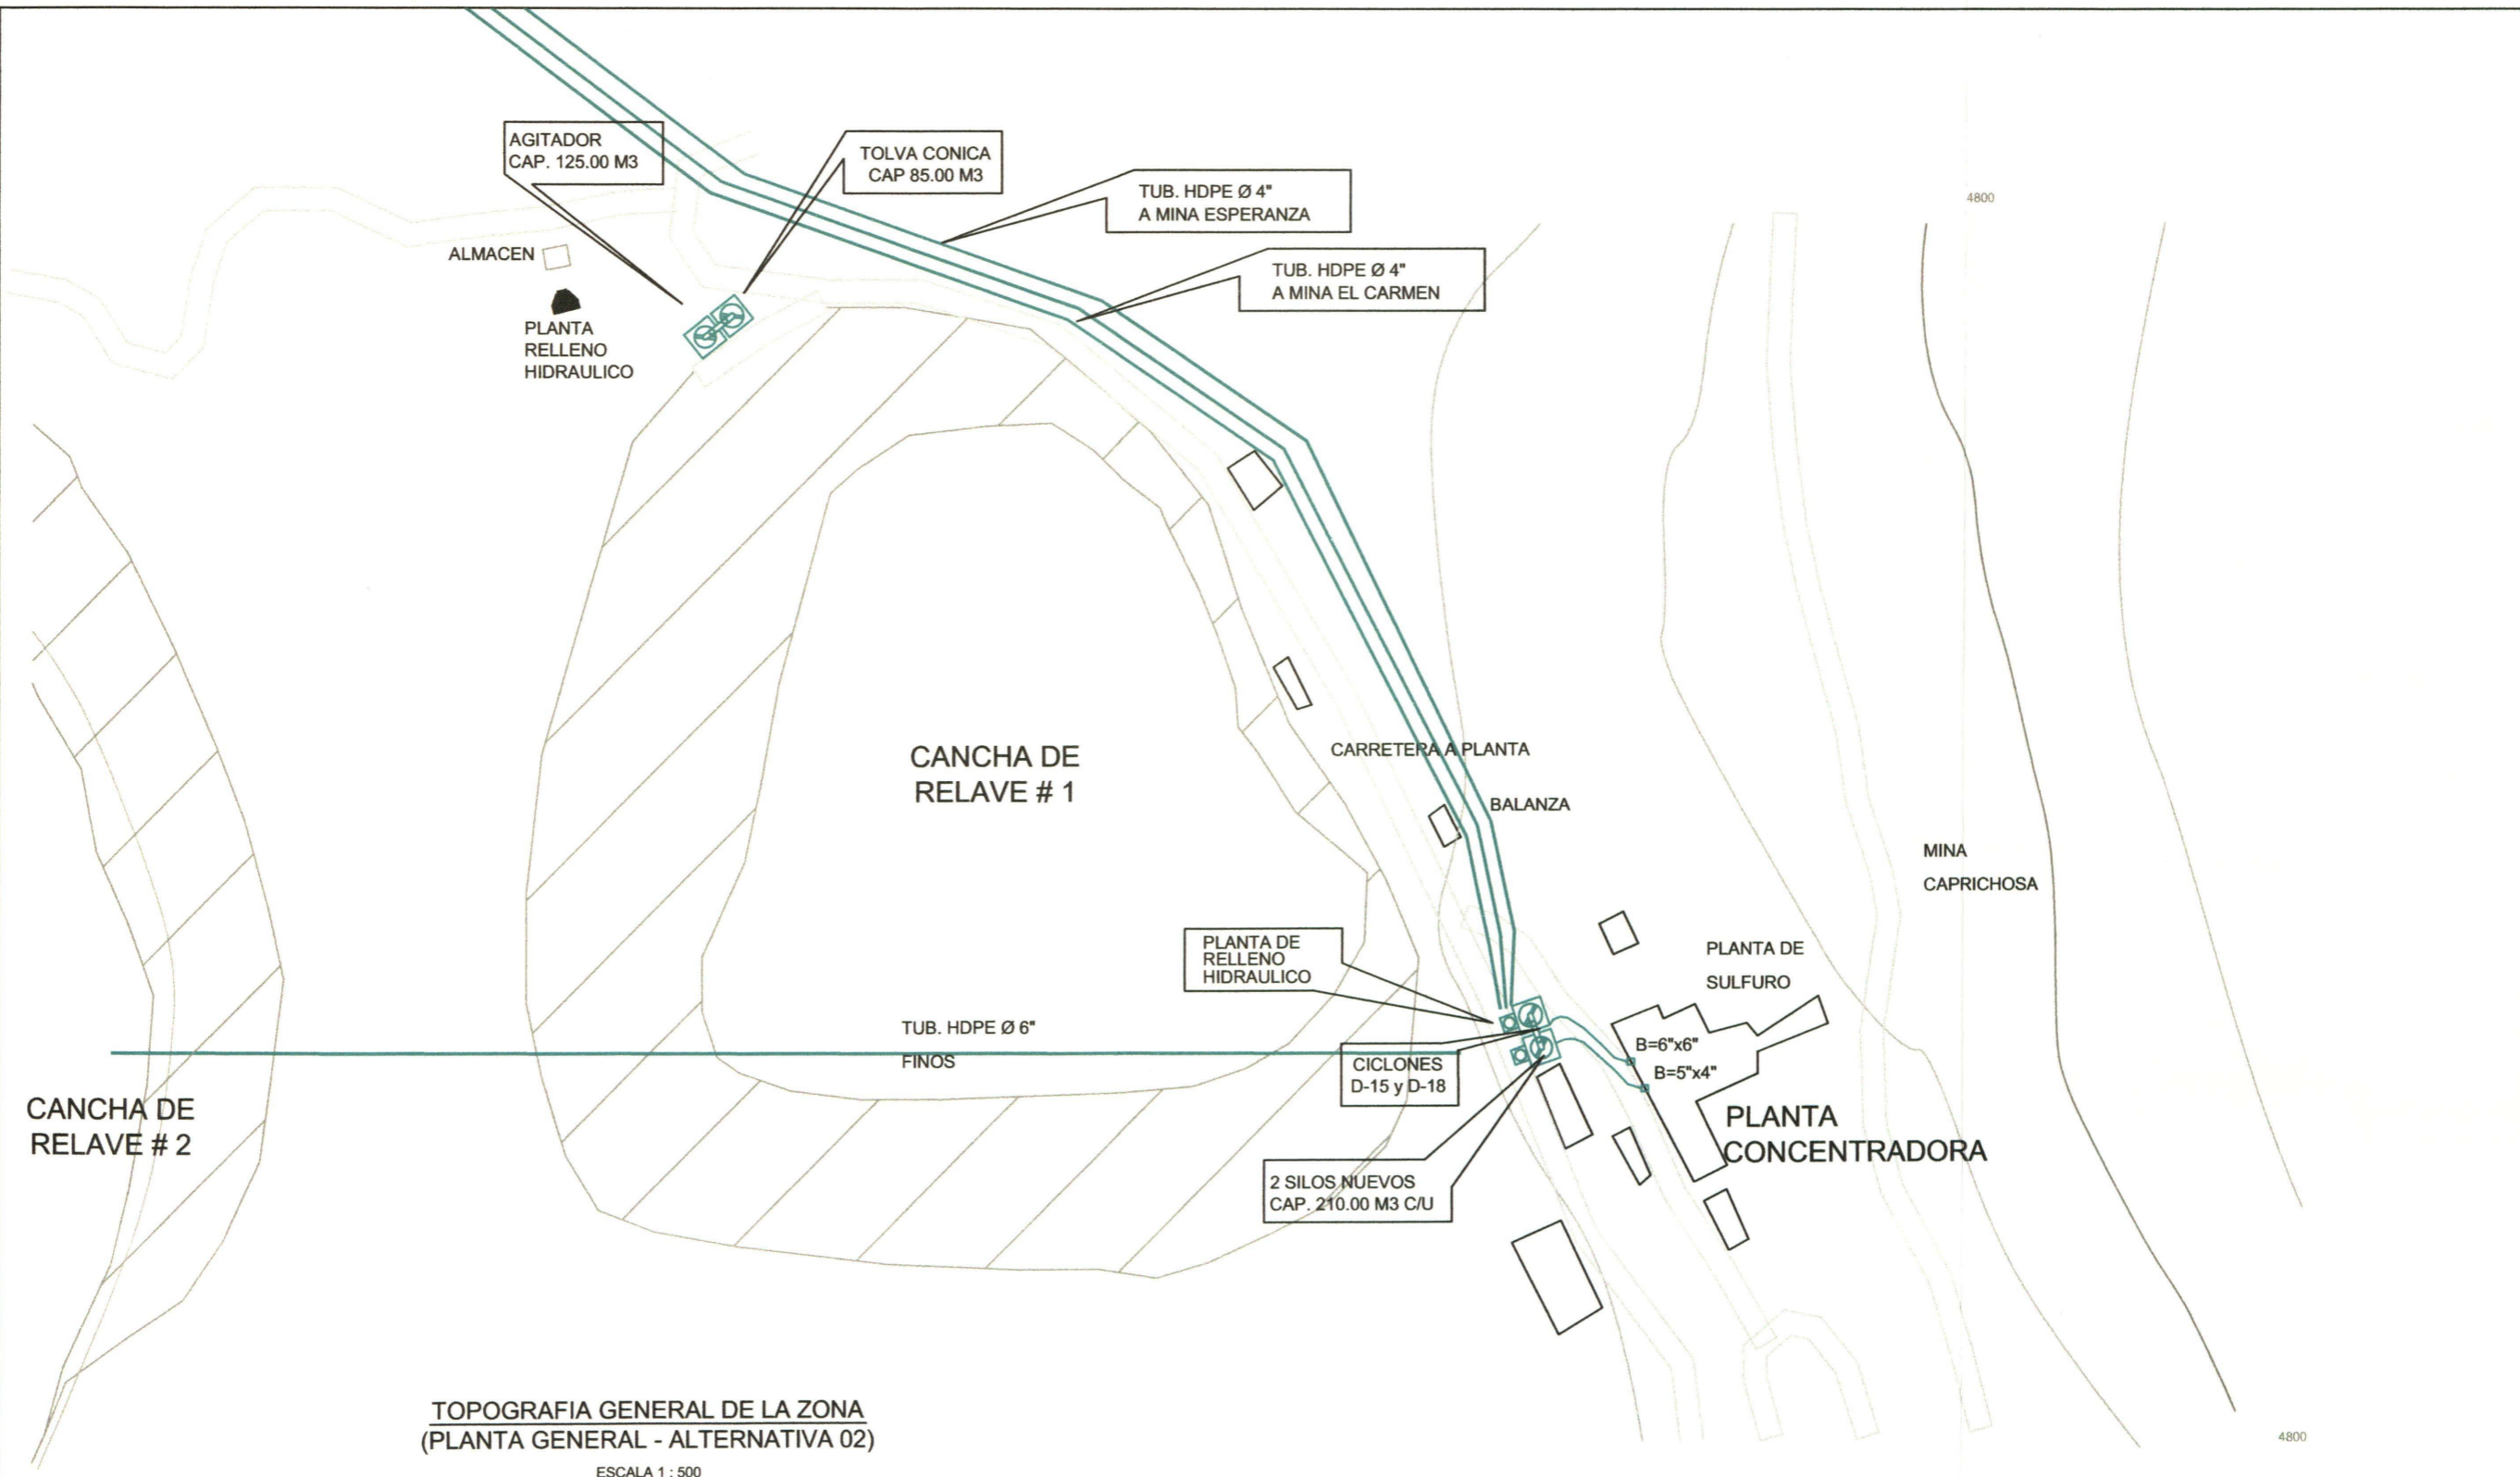 AGITADOR
CAP. 125.00 M3
TOLVA CONICA
CAP 85.00 M3
TUB. HDPE Ø 4"
A MINA ESPERANZA
4800
ALMACEN
TUB. HDPE Ø 4"
A MINA EL CARMEN
PLANTA
RELLENO
HIDRAULICO
CANCHA DE
RELAVE # 1
CARRETERA A PLANTA
BALANZA
MINA
CAPRICHOSA
PLANTA DE
RELLENO
HIDRAULICO
PLANTA DE
SULFURO
TUB. HDPE Ø 6"
FINOS
CICLONES
D-15 y D-18
B=6"x6"
B=5"x4"
CANCHA DE
RELAVE # 2
PLANTA
CONCENTRADORA
2 SILOS NUEVOS
CAP. 210.00 M3 C/U
TOPOGRAFIA GENERAL DE LA ZONA
(PLANTA GENERAL - ALTERNATIVA 02)
ESCALA 1 : 500
4800